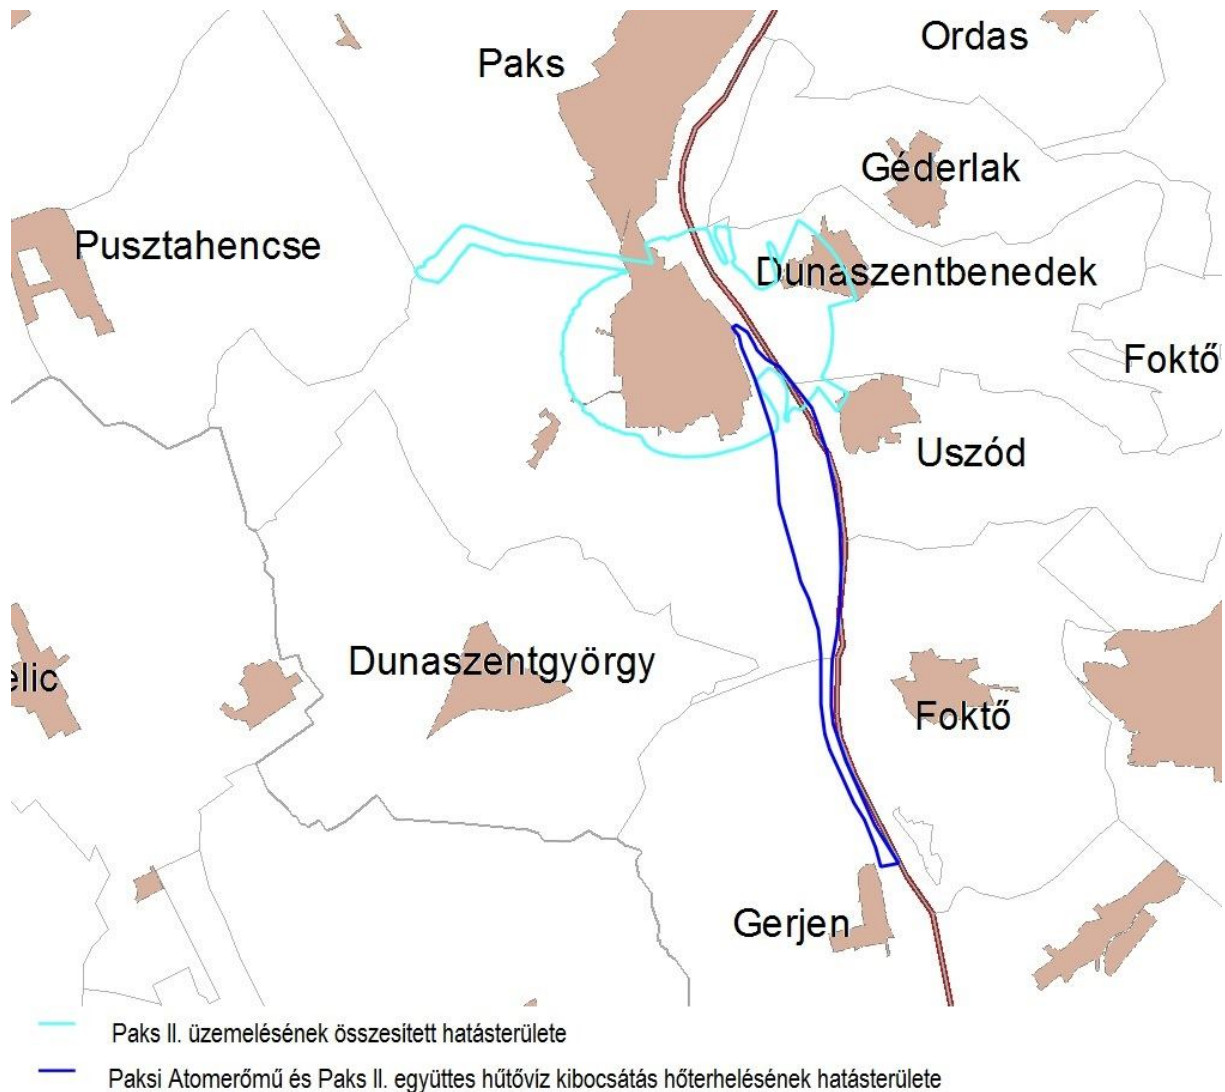 Ordas
Paks
Géderlak
Pusztahencse
Dunaszentbenedek
Foktő
Uszód
Dunaszentgyörgy
elic
Foktő
Gerjen
Paks II. üzemelésének összesített hatásterülete
Paksi Atomerőmű és Paks II. együttes hűtővíz kibocsátás hőterhelésének hatásterülete